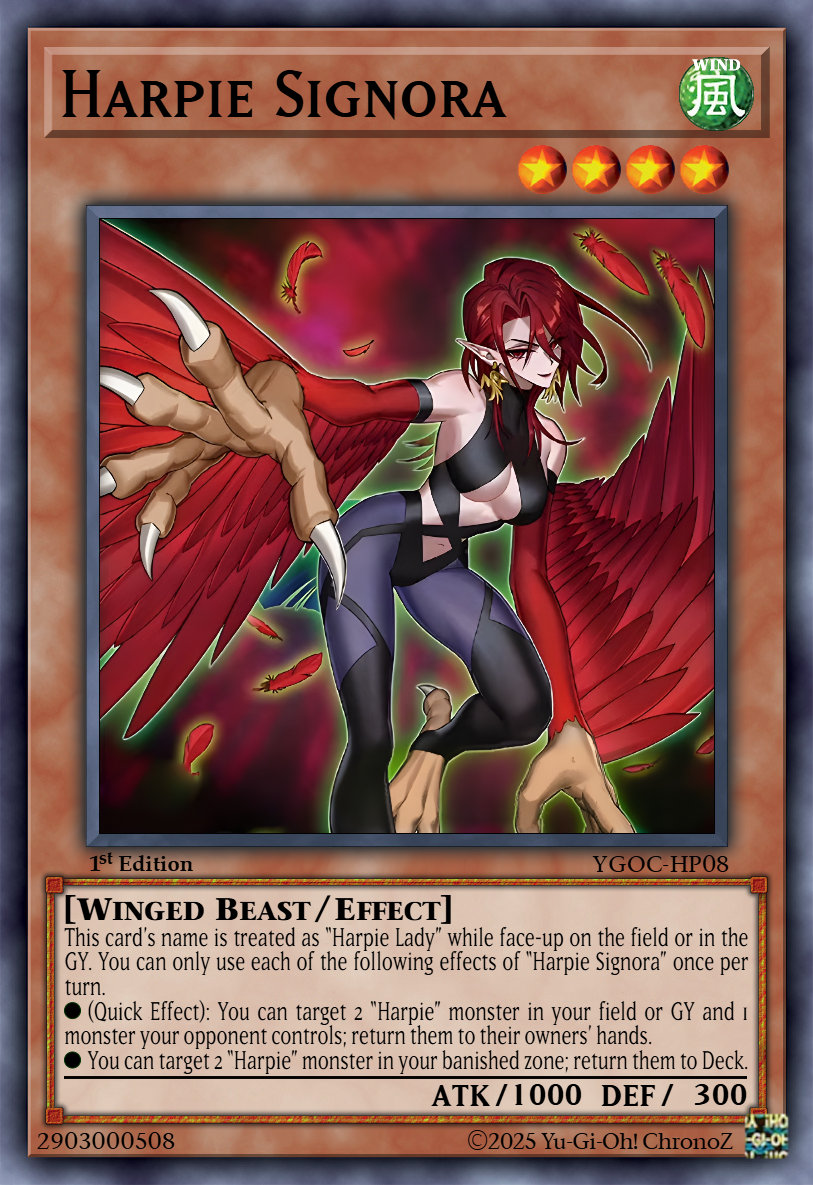 Harpie Signora
WIND
風
1st Edition
YGOC-HP08
[Winged Beast/Effect]
This card's name is treated as "Harpie Lady" while face-up on the field or in the
GY. You can only use each of the following effects of "Harpie Signora" once per
turn.
● (Quick Effect): You can target 2 "Harpie" monster in your field or GY and 1
monster your opponent controls; return them to their owners' hands.
● You can target 2 "Harpie" monster in your banished zone; return them to Deck.
ATK/1000 DEF/ 300
2903000508
©2025 Yu-Gi-Oh! ChronoZ